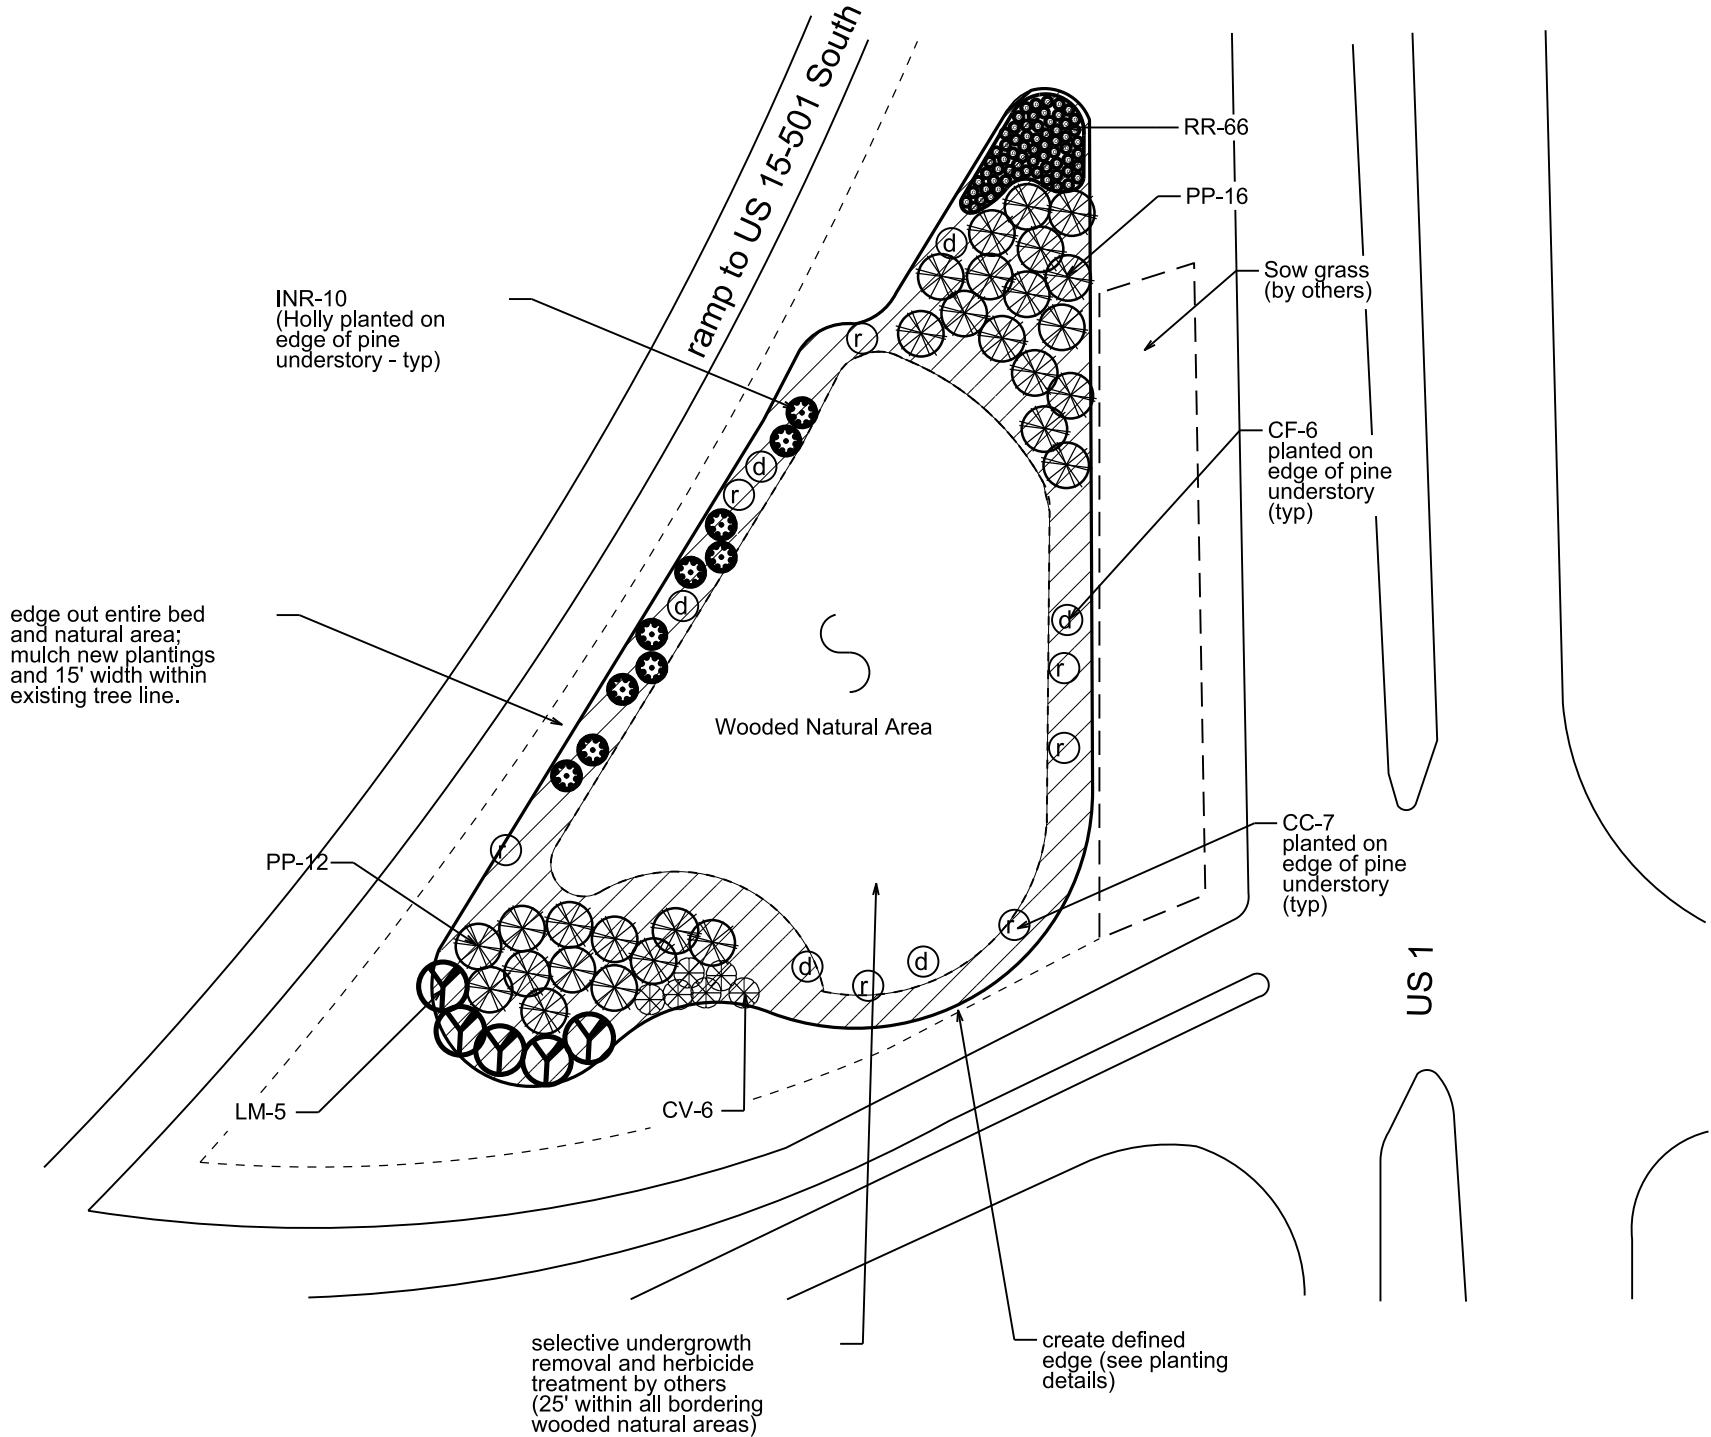 ramp to US 15-501 South
RR-66
PP-16
Sow grass
(by others)
INR-10
(Holly planted on
edge of pine
understory - typ)
d
r
CF-6
planted on
edge of pine
understory
(typ)
d
r
d
edge out entire bed
and natural area;
mulch new plantings
and 15' width within
existing tree line.
d
r
r
Wooded Natural Area
CC-7
planted on
edge of pine
understory
(typ)
r
PP-12
r
d
d
r
US 1
LM-5
CV-6
selective undergrowth
removal and herbicide
treatment by others
(25' within all bordering
wooded natural areas)
create defined
edge (see planting
details)